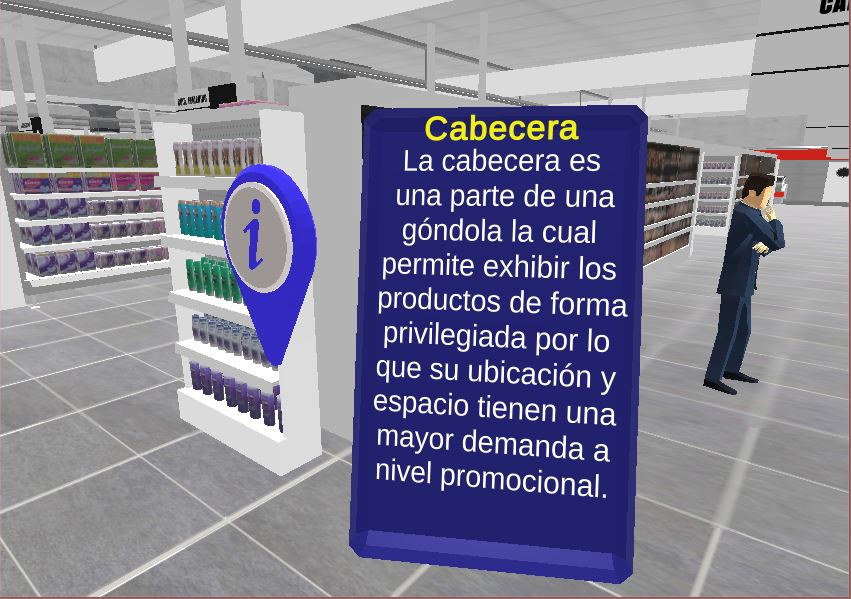 Cabecera
La cabecera es
una parte de una
góndola la cual
permite exhibir los
productos de forma
privilegiada por lo
que su ubicación y
espacio tienen una
mayor demanda a
nivel promocional.
i
CA